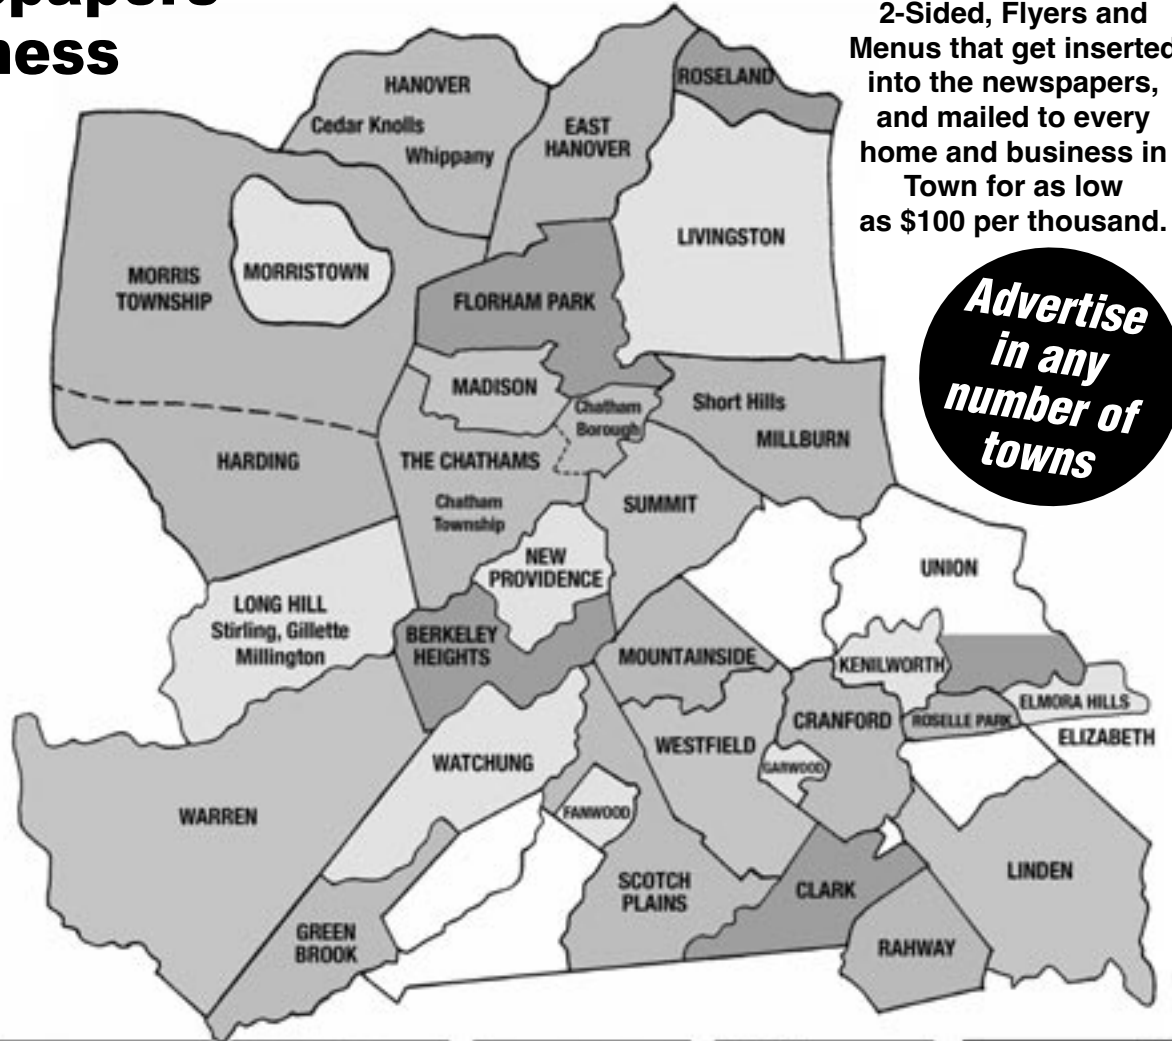 ness
2-Sided, Flyers and
Menus that get inserted
into the newspapers,
and mailed to every
home and business in
Town for as low
as $100 per thousand.
Advertise
in any
number of
towns
HANOVER
Cedar Knolls
Whippany
EAST
HANOVER
ROSELAND
LIVINGSTON
MORRIS
TOWNSHIP
MORRISTOWN
FLORHAM PARK
MADISON
Chatham
Borough
Short Hills
MILLBURN
HARDING
THE CHATHAMS
Chatham
Township
SUMMIT
NEW
PROVIDENCE
UNION
LONG HILL
Stirling, Gillette
Millington
BERKELEY
HEIGHTS
MOUNTAINSIDE
KENILWORTH
ELMORA HILLS
ROSELLE PARK
ELIZABETH
CRANFORD
WESTFIELD
GARWOOD
WATCHUNG
WARREN
FANWOOD
SCOTCH
PLAINS
CLARK
LINDEN
GREEN
BROOK
RAHWAY